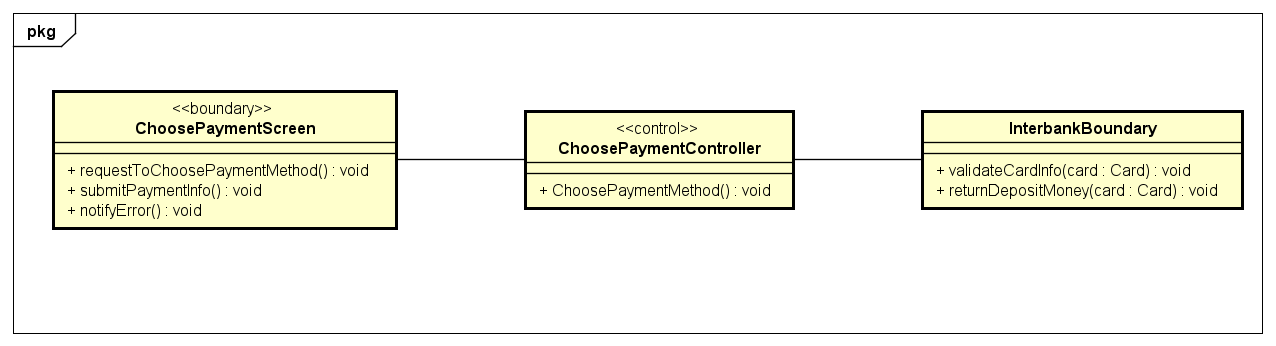 pkg
<<boundary>>
ChoosePaymentScreen
+ requestToChoosePaymentMethod() : void
+ submitPaymentInfo() : void
+ notifyError() : void
<<control>>
ChoosePaymentController
+ ChoosePaymentMethod() : void
InterbankBoundary
+ validateCardInfo(card : Card) : void
+ returnDepositMoney(card : Card) : void